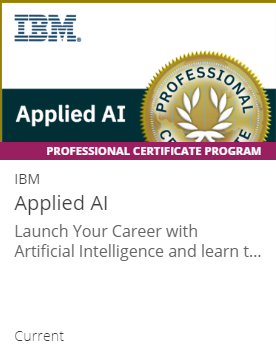 IBM®
Applied AI
PROFESSIONAL
PROFESSIONAL CERTIFICATE PROGRAM
IBM
Applied AI
Launch Your Career with
Artificial Intelligence and learn t...
Current